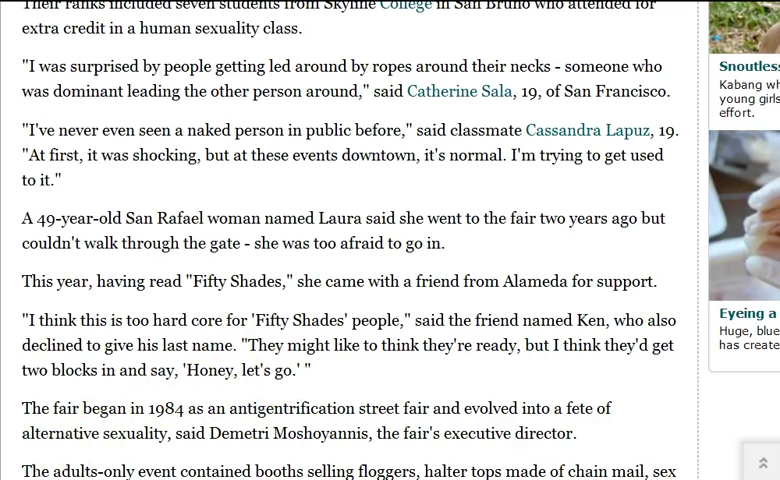 Their ranks included seven students from Skyline College in San Bruno who attended for
extra credit in a human sexuality class.
"I was surprised by people getting led around by ropes around their necks - someone who
was dominant leading the other person around," said Catherine Sala, 19, of San Francisco.
"I've never even seen a naked person in public before," said classmate Cassandra Lapuz, 19.
"At first, it was shocking, but at these events downtown, it's normal. I'm trying to get used
to it."
A 49-year-old San Rafael woman named Laura said she went to the fair two years ago but
couldn't walk through the gate - she was too afraid to go in.
This year, having read "Fifty Shades," she came with a friend from Alameda for support.
"I think this is too hard core for 'Fifty Shades' people," said the friend named Ken, who also
declined to give his last name. "They might like to think they're ready, but I think they'd get
two blocks in and say, 'Honey, let's go.' "
The fair began in 1984 as an antigentrification street fair and evolved into a fete of
alternative sexuality, said Demetri Moshoyannis, the fair's executive director.
The adults-only event contained booths selling floggers, halter tops made of chain mail, sex
Snoutless
Kabang wh
young girls
effort.
Eyeing a
Huge, blue
has create